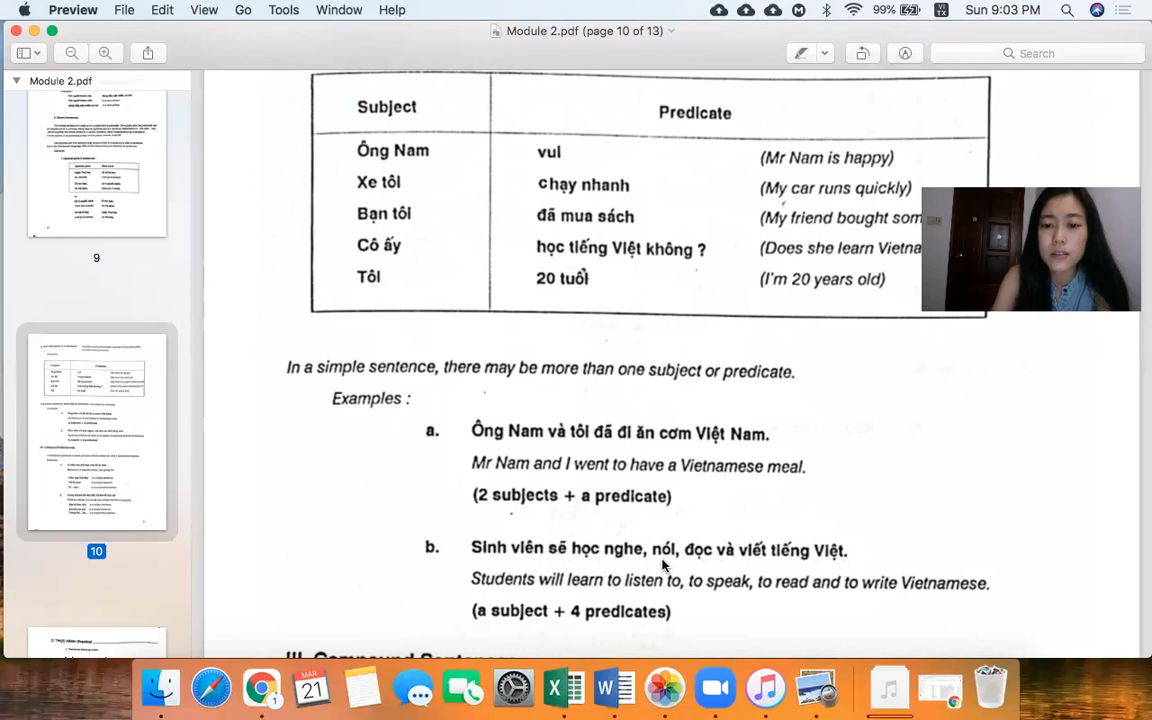 Preview File Edit View Go Tools Window Help
99% VI TX Sun 9:03 PM
Module 2.pdf (page 10 of 13)
Search
Module 2.pdf
9
10
Subject Predicate
Ông Nam vui (Mr Nam is happy)
Xe tôi chạy nhanh (My car runs quickly)
Bạn tôi đã mua sách (My friend bought som
Cô ấy học tiếng Việt không ? (Does she learn Vietna
Tôi 20 tuổi (I'm 20 years old)
In a simple sentence, there may be more than one subject or predicate.
Examples :
a. Ông Nam và tôi đã đi ăn cơm Việt Nam.
Mr Nam and I went to have a Vietnamese meal.
(2 subjects + a predicate)
b. Sinh viên sẽ học nghe, nói, đọc và viết tiếng Việt.
Students will learn to listen to, to speak, to read and to write Vietnamese.
(a subject + 4 predicates)
III. Compound Sentences
MAR
21
1